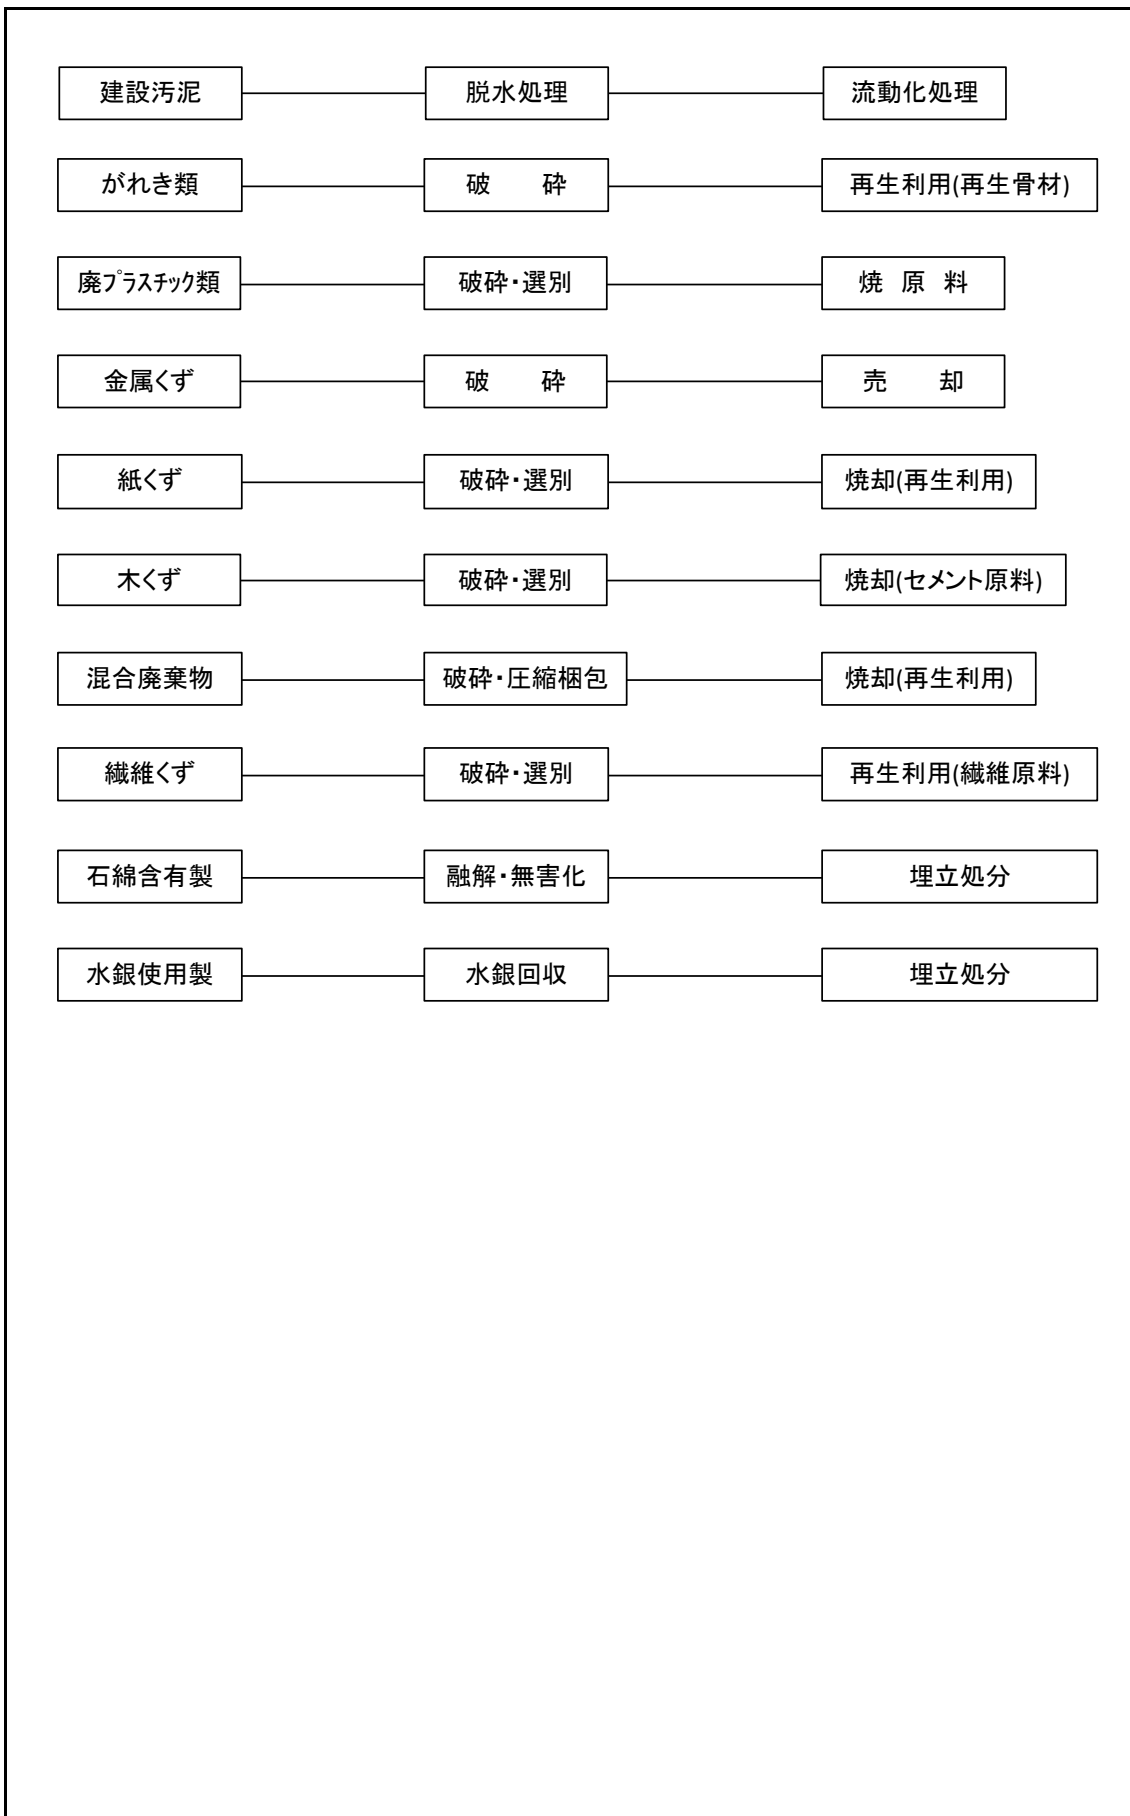 建設汚泥 脱水処理 流動化処理
がれき類 破　　砕 再生利用(再生骨材)
廃ﾌﾟﾗｽﾁｯｸ類 破砕・選別 焼　原　料
金属くず 破　　砕 売　　却
紙くず 破砕・選別 焼却(再生利用)
木くず 破砕・選別 焼却(セメント原料)
混合廃棄物 破砕・圧縮梱包 焼却(再生利用)
繊維くず 破砕・選別 再生利用(繊維原料)
石綿含有製 融解・無害化 埋立処分
水銀使用製 水銀回収 埋立処分